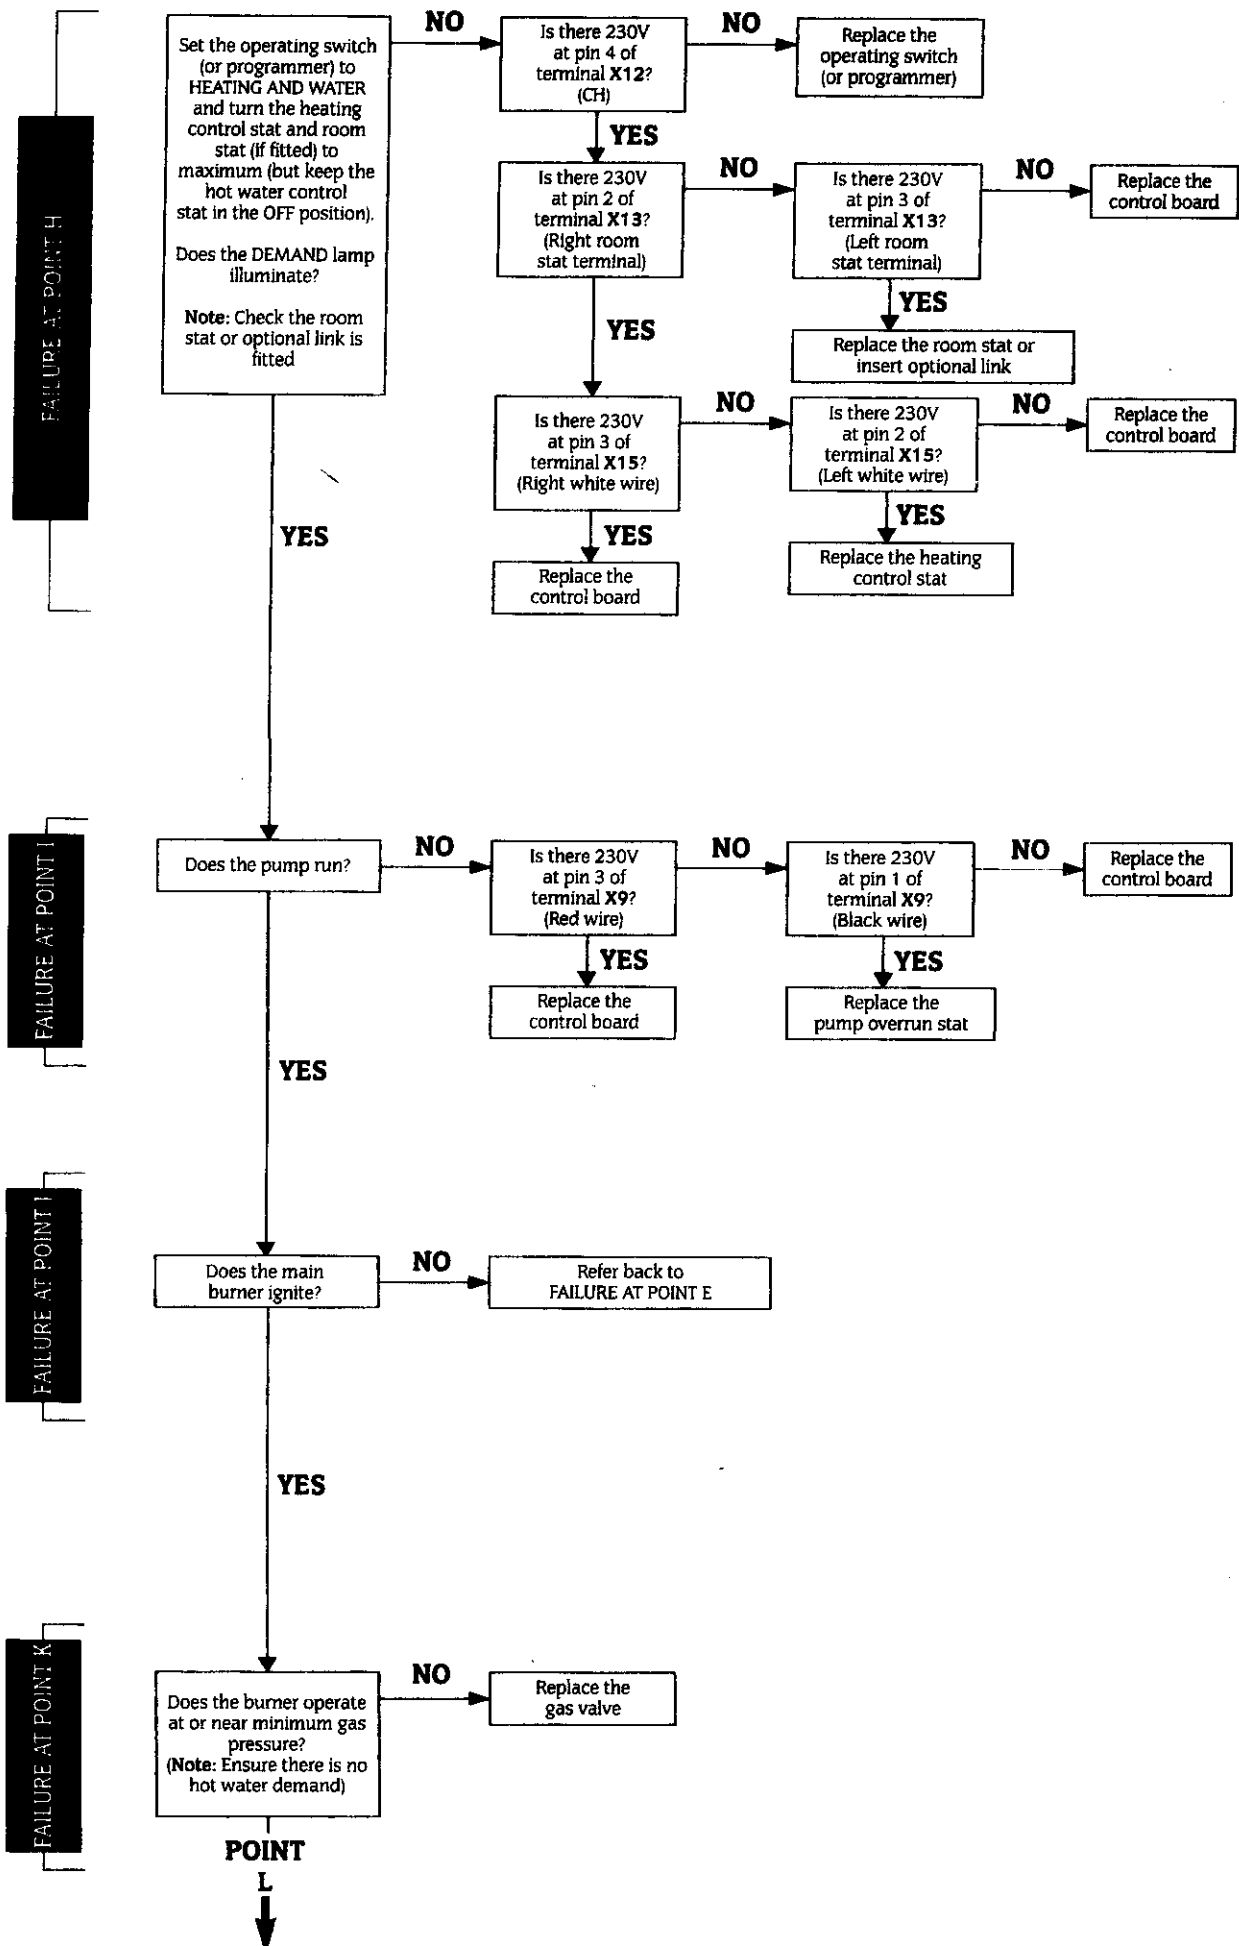 FAILURE AT POINT H
Set the operating switch
(or programmer) to
HEATING AND WATER
and turn the heating
control stat and room
stat (if fitted) to
maximum (but keep the
hot water control
stat in the OFF position).
Does the DEMAND lamp
illuminate?
Note: Check the room
stat or optional link is
fitted
NO
Is there 230V
at pin 4 of
terminal X12?
(CH)
NO
Replace the
operating switch
(or programmer)
YES
Is there 230V
at pin 2 of
terminal X13?
(Right room
stat terminal)
NO
Is there 230V
at pin 3 of
terminal X13?
(Left room
stat terminal)
NO
Replace the
control board
YES
Replace the room stat or
insert optional link
YES
Is there 230V
at pin 3 of
terminal X15?
(Right white wire)
NO
Is there 230V
at pin 2 of
terminal X15?
(Left white wire)
NO
Replace the
control board
YES
Replace the heating
control stat
YES
Replace the
control board
YES
FAILURE AT POINT I
Does the pump run?
NO
Is there 230V
at pin 3 of
terminal X9?
(Red wire)
NO
Is there 230V
at pin 1 of
terminal X9?
(Black wire)
NO
Replace the
control board
YES
Replace the
control board
YES
Replace the
pump overrun stat
YES
FAILURE AT POINT
Does the main
burner ignite?
NO
Refer back to
FAILURE AT POINT E
YES
FAILURE AT POINT K
Does the burner operate
at or near minimum gas
pressure?
(Note: Ensure there is no
hot water demand)
NO
Replace the
gas valve
POINT
L